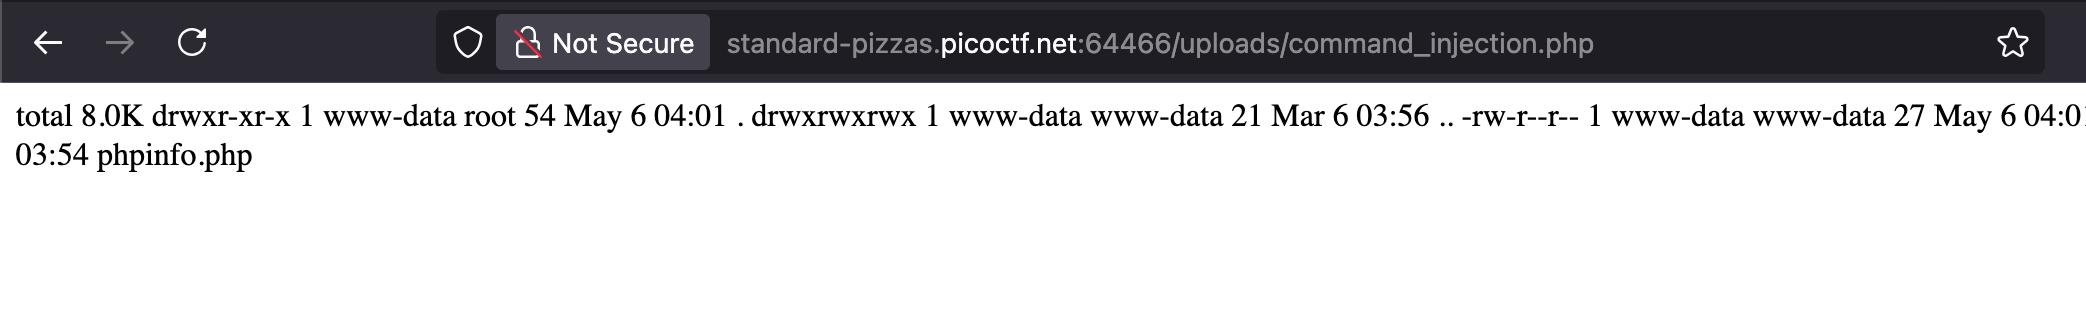 Not Secure standard-pizzas.picoctf.net:64466/uploads/command_injection.php
total 8.0K drwxr-xr-x 1 www-data root 54 May 6 04:01 . drwxrwxrwx 1 www-data www-data 21 Mar 6 03:56 .. -rw-r--r-- 1 www-data www-data 27 May 6 04:0
03:54 phpinfo.php